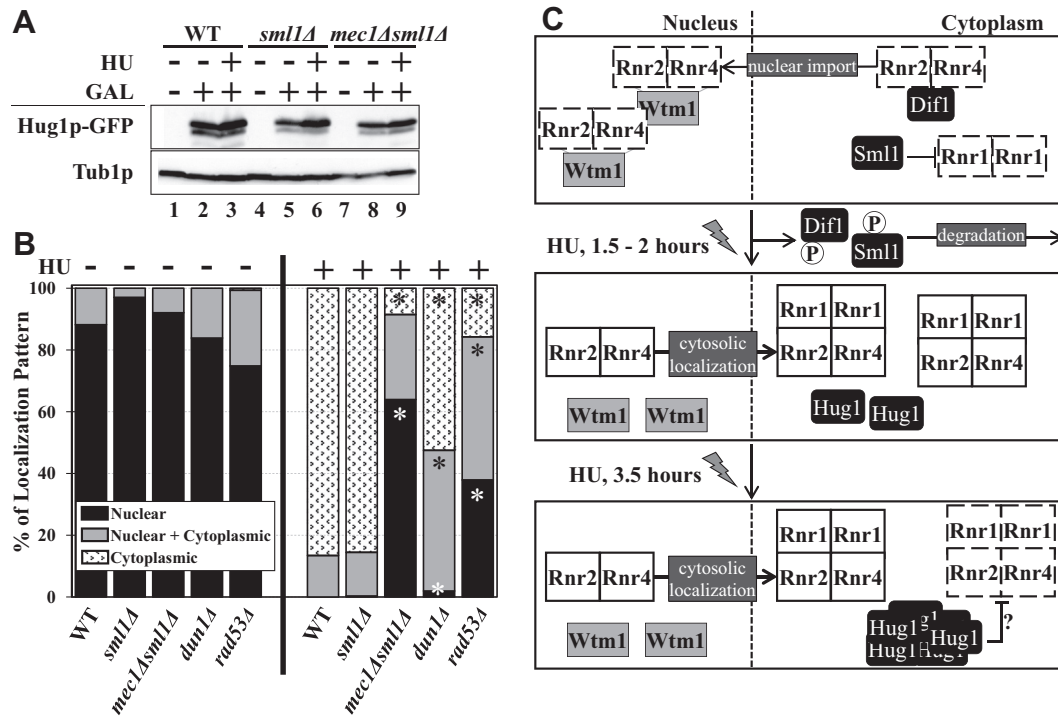 A
WT sml1Δ mec1Δsml1Δ
HU - - + - - + - - +
GAL - + + - + + - + +
Hug1p-GFP
Tub1p
1 2 3 4 5 6 7 8 9
B
HU - - - - - + + + + +
% of Localization Pattern
100
80
60
40
20
0
* * *
* *
* * *
Nuclear
Nuclear + Cytoplasmic
Cytoplasmic
WT sml1Δ mec1Δsml1Δ dun1Δ rad53Δ WT sml1Δ mec1Δsml1Δ dun1Δ rad53Δ
C
Nucleus Cytoplasm
Rnr2 Rnr4 nuclear import Rnr2 Rnr4
Wtm1 Dif1
Rnr2 Rnr4
Wtm1
Sml1 Rnr1 Rnr1
HU, 1.5 - 2 hours
Dif1 P
P Sml1
degradation
Rnr1 Rnr1 Rnr1 Rnr1
Rnr2 Rnr4 cytosolic localization Rnr2 Rnr4 Rnr2 Rnr4
Wtm1 Wtm1 Hug1 Hug1
HU, 3.5 hours
Rnr1 Rnr1 Rnr1 Rnr1
Rnr2 Rnr4 cytosolic localization Rnr2 Rnr4 Rnr2 Rnr4
Wtm1 Wtm1
g1
Hug1 Hug1 ?
Hug1 Hug1